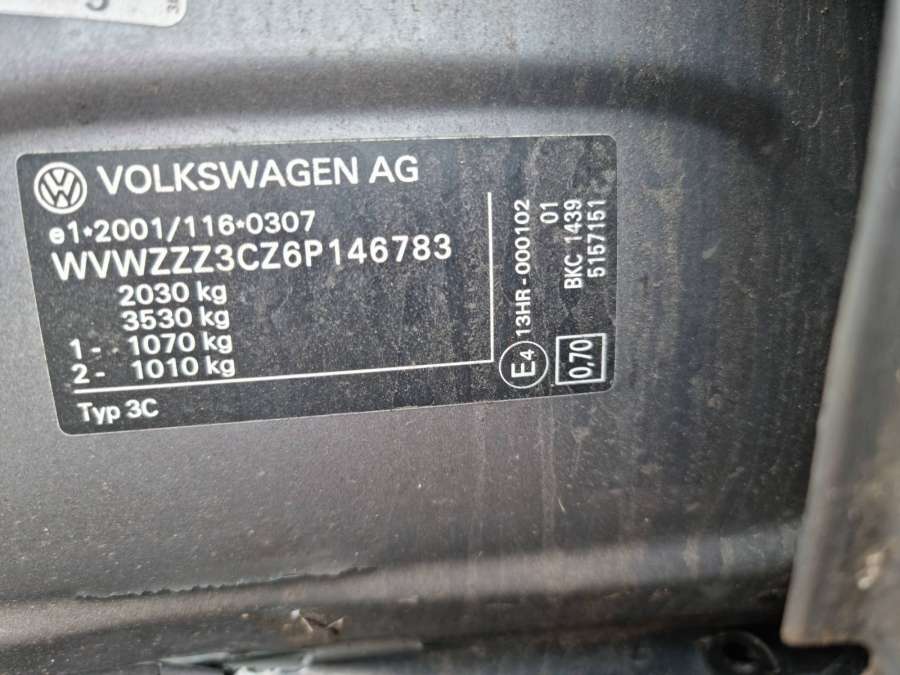 VOLKSWAGEN AG
e1*2001/116*0307
WVWZZZ3CZ6P146783
2030 kg
3530 kg
1- 1070 kg
2- 1010 kg
Typ 3C
E4 13HR-000102
01
BKC 1439
5157151
0,70